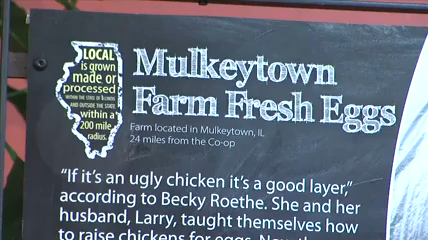 LOCAL
is grown
made or
processed
WITHIN THE STATE OF ILLINOIS
AND OUTSIDE THE STATE
within a
200 mile
radius.
Mulkeytown
Farm Fresh Eggs
Farm located in Mulkeytown, IL
24 miles from the Co-op
“If it’s an ugly chicken it’s a good layer,”
according to Becky Roethe. She and her
husband, Larry, taught themselves how
to raise chickens for eggs. Now